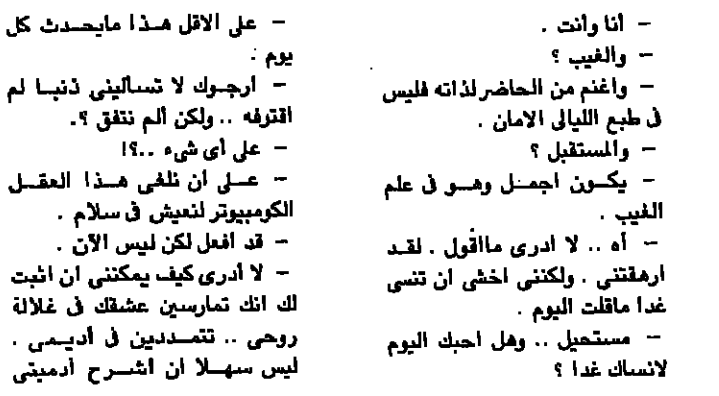 – أنا وأنت .
– والغيب ؟
– واغنم من الحاضر لذاته فليس
فى طبع الليالى الامان .
– والمستقبل ؟
– يكون اجمل وهو فى علم
الغيب .
– أه .. لا ادرى مااقول . لقد
ارهقتنى . ولكننى اخشى ان تنسى
غدا ماقلت اليوم .
– مستحيل .. وهل احبك اليوم
لانساك غدا ؟
– على الاقل هذا مايحدث كل
يوم .
– ارجوك لا تسألينى ذنبا لم
اقترفه .. ولكن ألم نتفق ؟.
– على أى شىء ..؟!
– على ان نلغى هذا العقل
الكومبيوتر لنعيش فى سلام .
– قد افعل لكن ليس الآن .
– لا أدرى كيف يمكننى ان اثبت
لك انك تمارسين عشقك فى غلالة
روحى .. تتمددين فى أديمى .
ليس سهلا ان اشرح أدميتى